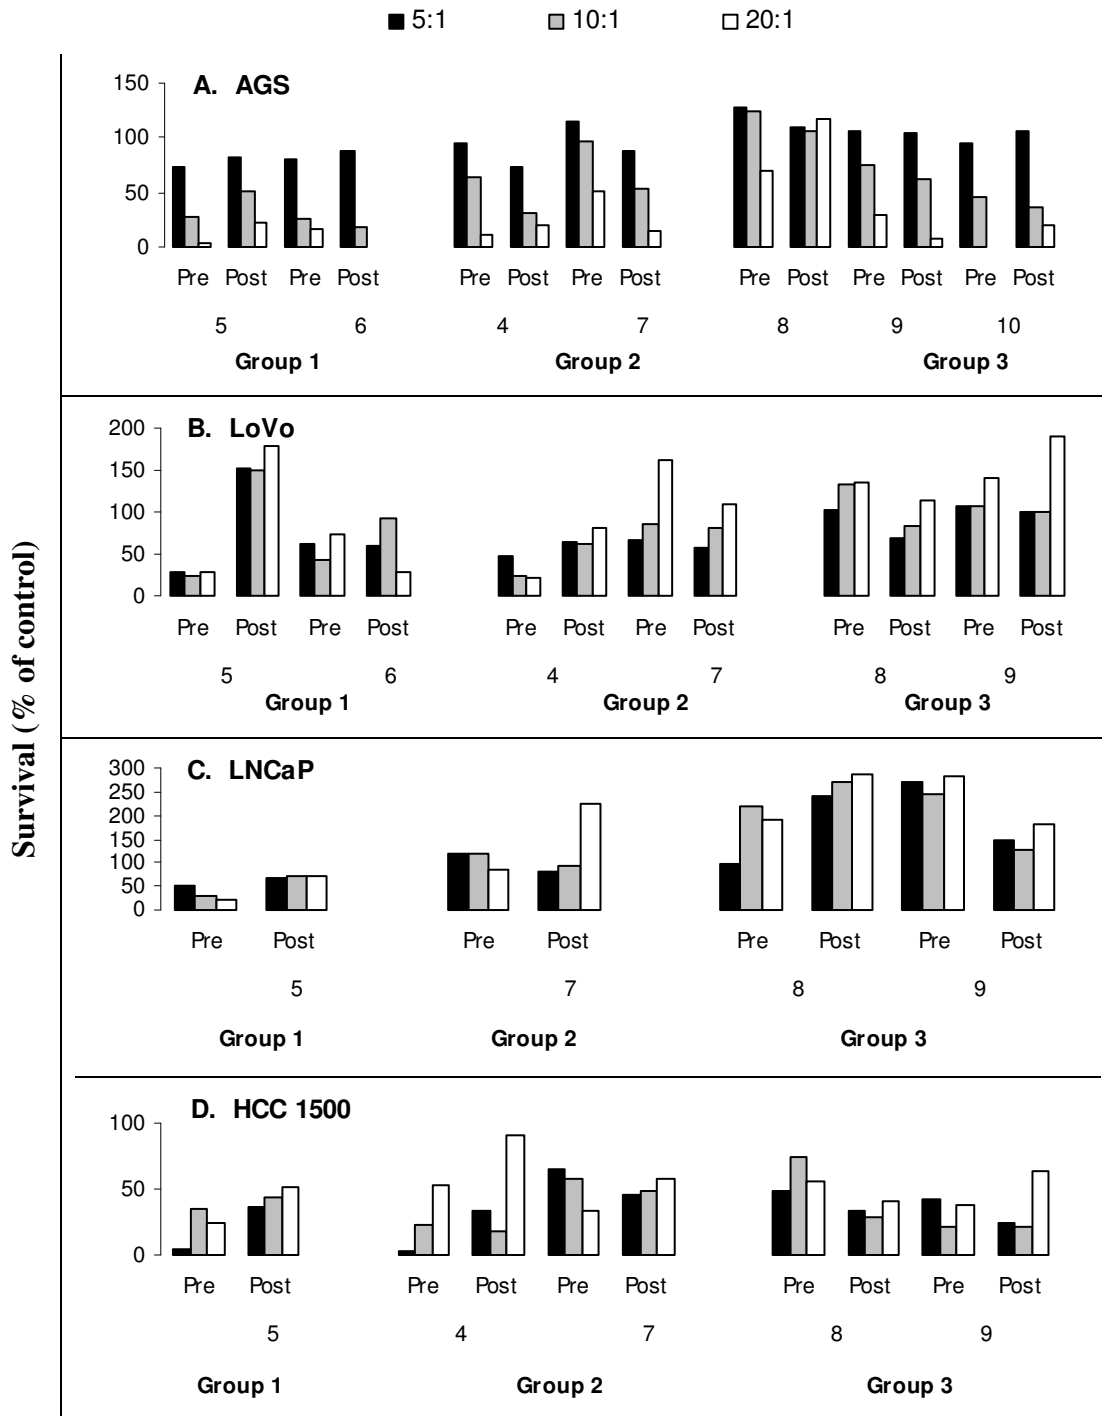 5:1 10:1 20:1
Survival (% of control)
A. AGS
150
100
50
0
Pre Post Pre Post Pre Post Pre Post Pre Post Pre Post Pre Post
5 6 4 7 8 9 10
Group 1 Group 2 Group 3
B. LoVo
200
150
100
50
0
Pre Post Pre Post Pre Post Pre Post Pre Post Pre Post
5 6 4 7 8 9
Group 1 Group 2 Group 3
C. LNCaP
300
250
200
150
100
50
0
Pre Post Pre Post Pre Post Pre Post
5 7 8 9
Group 1 Group 2 Group 3
D. HCC 1500
100
50
0
Pre Post Pre Post Pre Post Pre Post Pre Post
5 4 7 8 9
Group 1 Group 2 Group 3